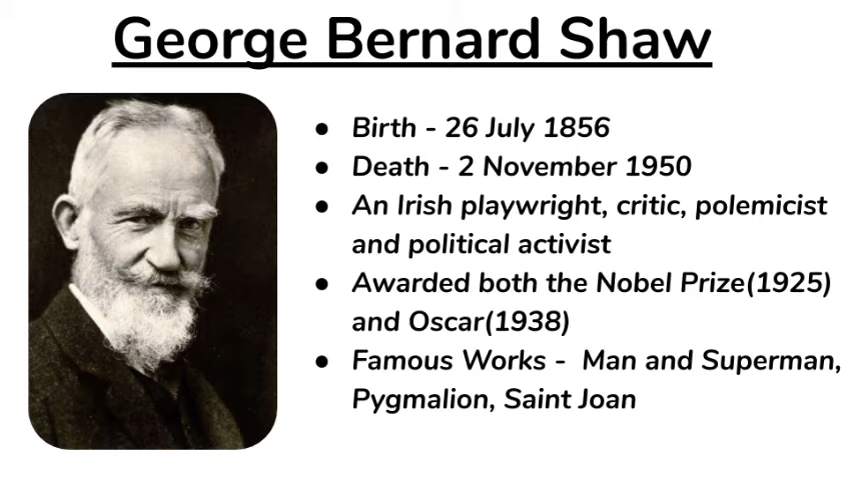 George Bernard Shaw
● Birth - 26 July 1856
● Death - 2 November 1950
● An Irish playwright, critic, polemicist
and political activist
● Awarded both the Nobel Prize(1925)
and Oscar(1938)
● Famous Works -  Man and Superman,
Pygmalion, Saint Joan